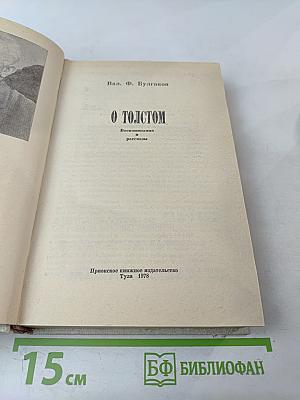 Вал. Ф. Булгаков
О ТОЛСТОМ
Воспоминания
и
рассказы
Приокское книжное издательство
Тула 1978
15 см
БФ БИБЛИОФАН